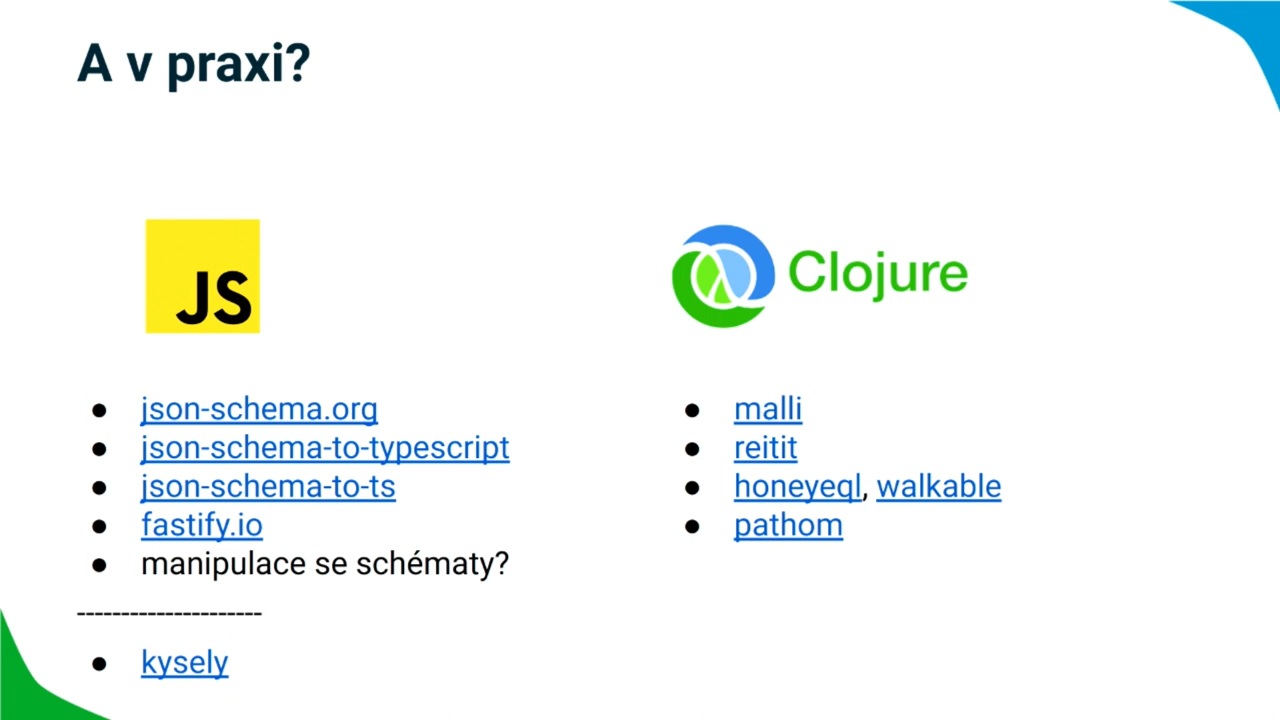 A v praxi?
JS
Clojure
● json-schema.org
● json-schema-to-typescript
● json-schema-to-ts
● fastify.io
● manipulace se schématy?
---------------------
● kysely
● malli
● reitit
● honeyeql, walkable
● pathom